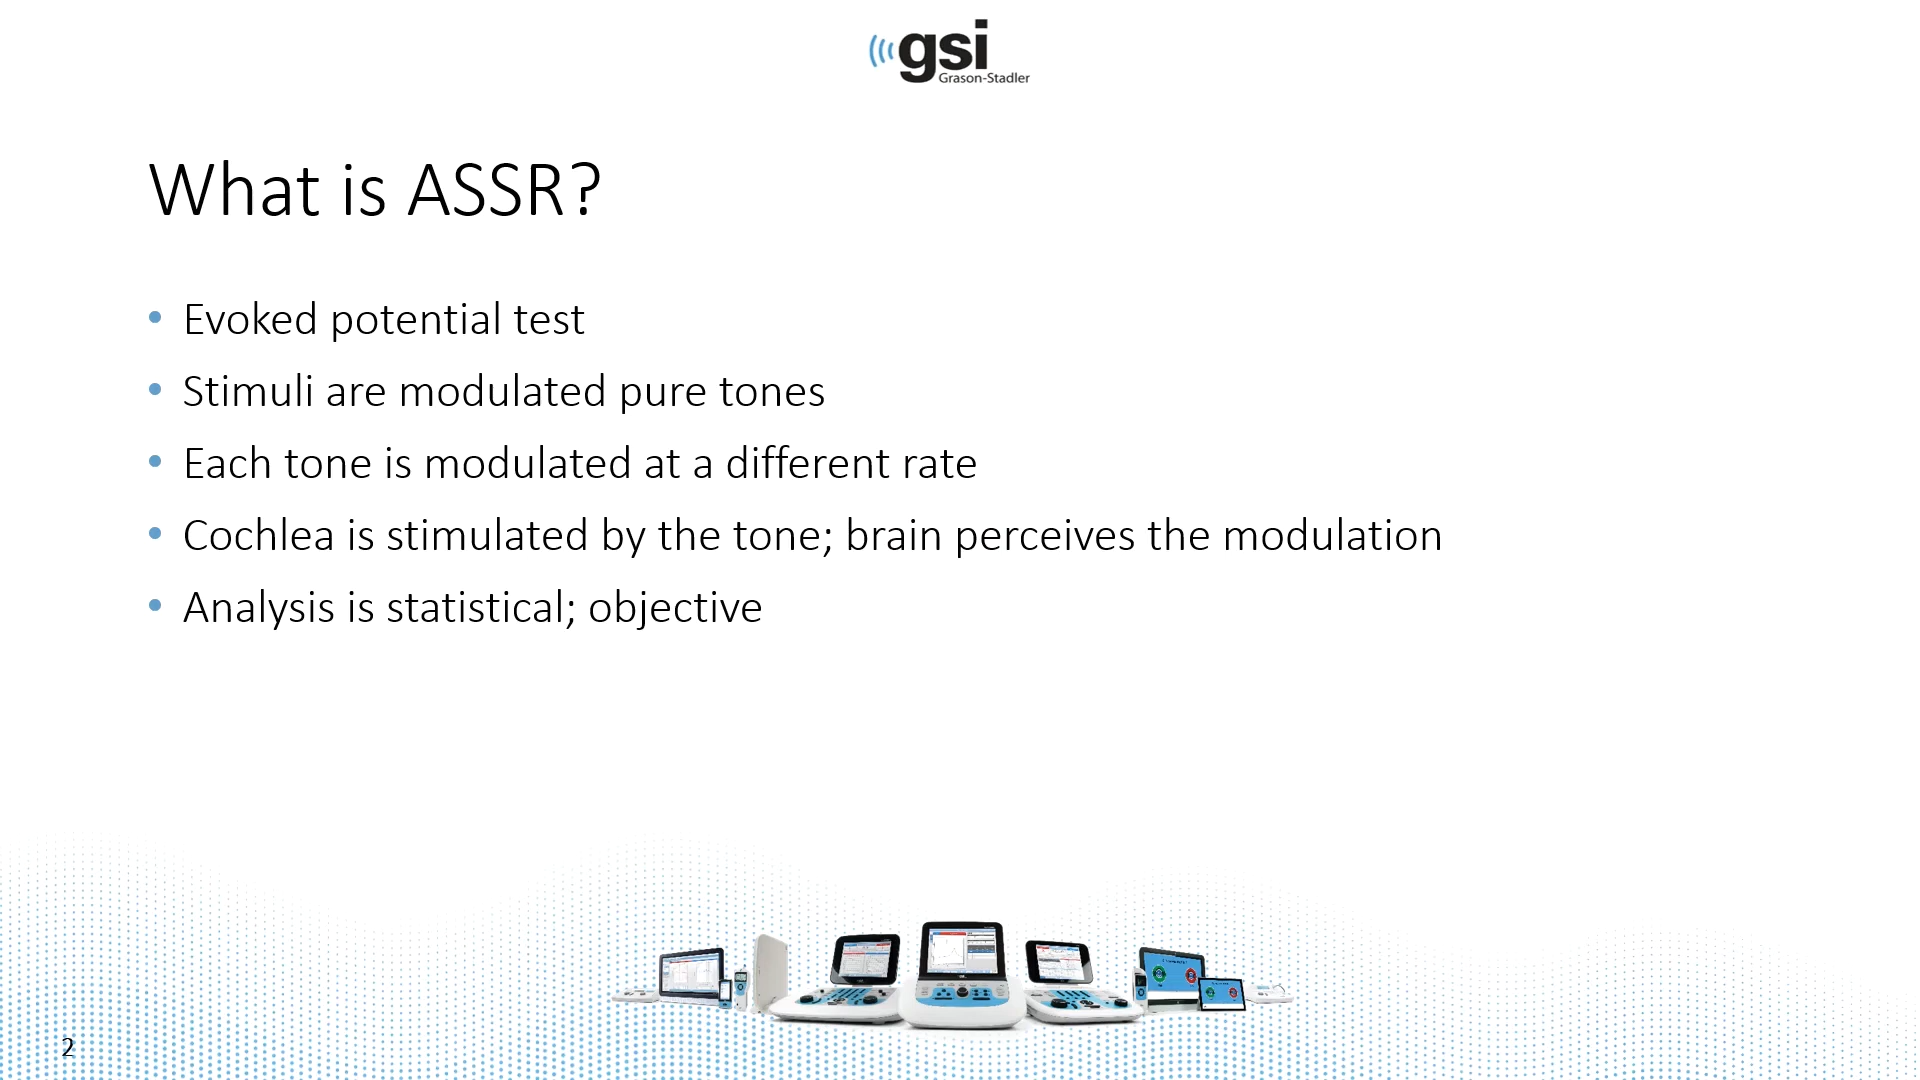 gsi
Grason-Stadler
What is ASSR?
• Evoked potential test
• Stimuli are modulated pure tones
• Each tone is modulated at a different rate
• Cochlea is stimulated by the tone; brain perceives the modulation
• Analysis is statistical; objective
2